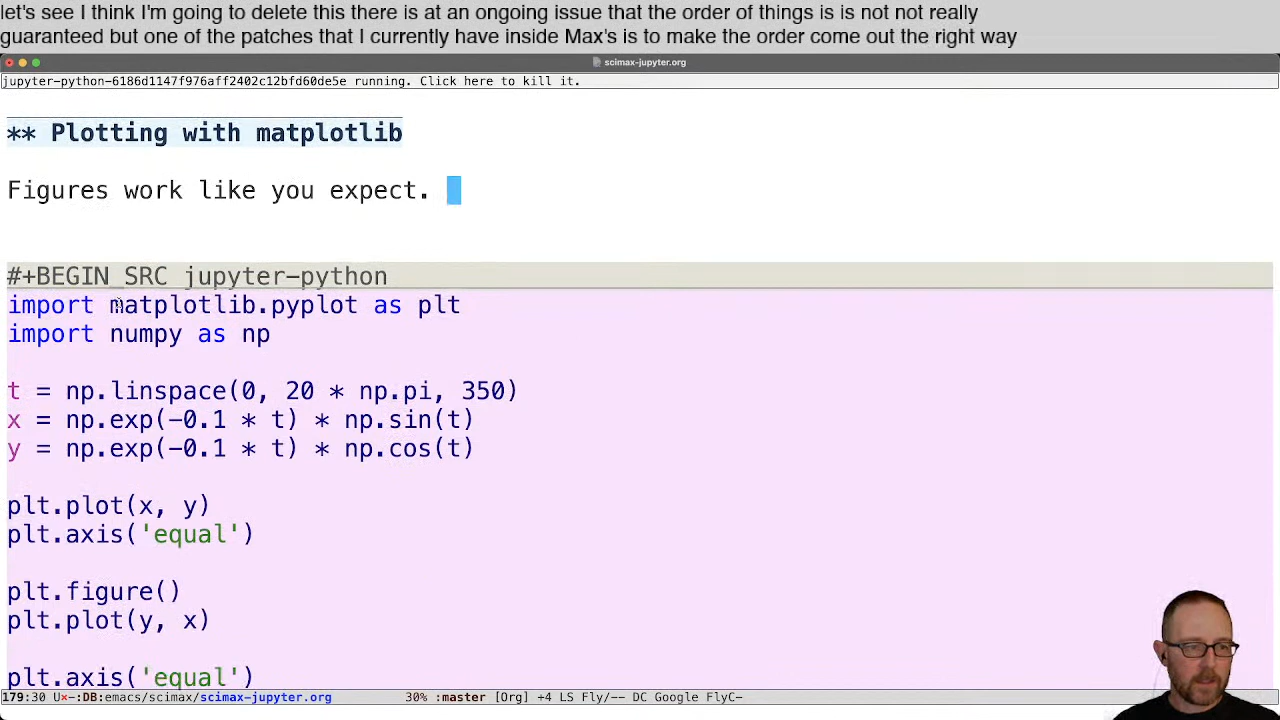 let's see I think I'm going to delete this there is at an ongoing issue that the order of things is is not not really
guaranteed but one of the patches that I currently have inside Max's is to make the order come out the right way
scimax-jupyter.org
jupyter-python-6186d1147f976aff2402c12bfd60de5e running. Click here to kill it.
** Plotting with matplotlib
Figures work like you expect.
#+BEGIN_SRC jupyter-python
import matplotlib.pyplot as plt
import numpy as np
t = np.linspace(0, 20 * np.pi, 350)
x = np.exp(-0.1 * t) * np.sin(t)
y = np.exp(-0.1 * t) * np.cos(t)
plt.plot(x, y)
plt.axis('equal')
plt.figure()
plt.plot(y, x)
plt.axis('equal')
179:30 U×-:DB:emacs/scimax/scimax-jupyter.org 30% :master [Org] +4 LS Fly/-- DC Google FlyC-